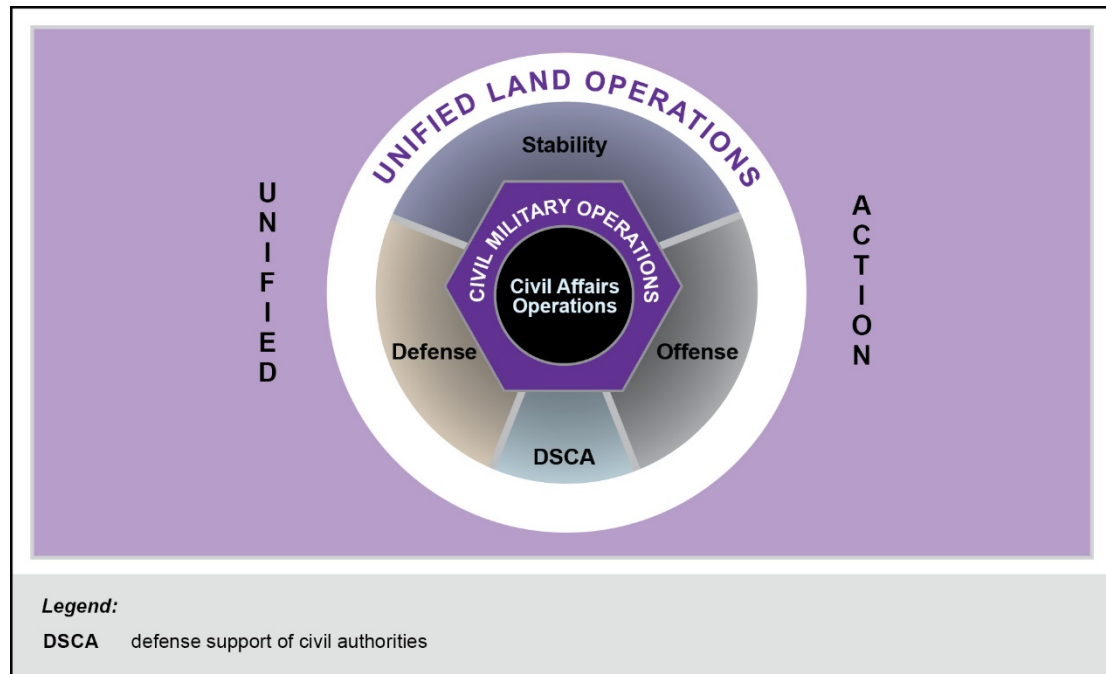 UNIFIED LAND OPERATIONS
Stability
CIVIL MILITARY OPERATIONS
Civil Affairs
Operations
Defense
Offense
DSCA
UNIFIED
ACTION
Legend:
DSCA defense support of civil authorities